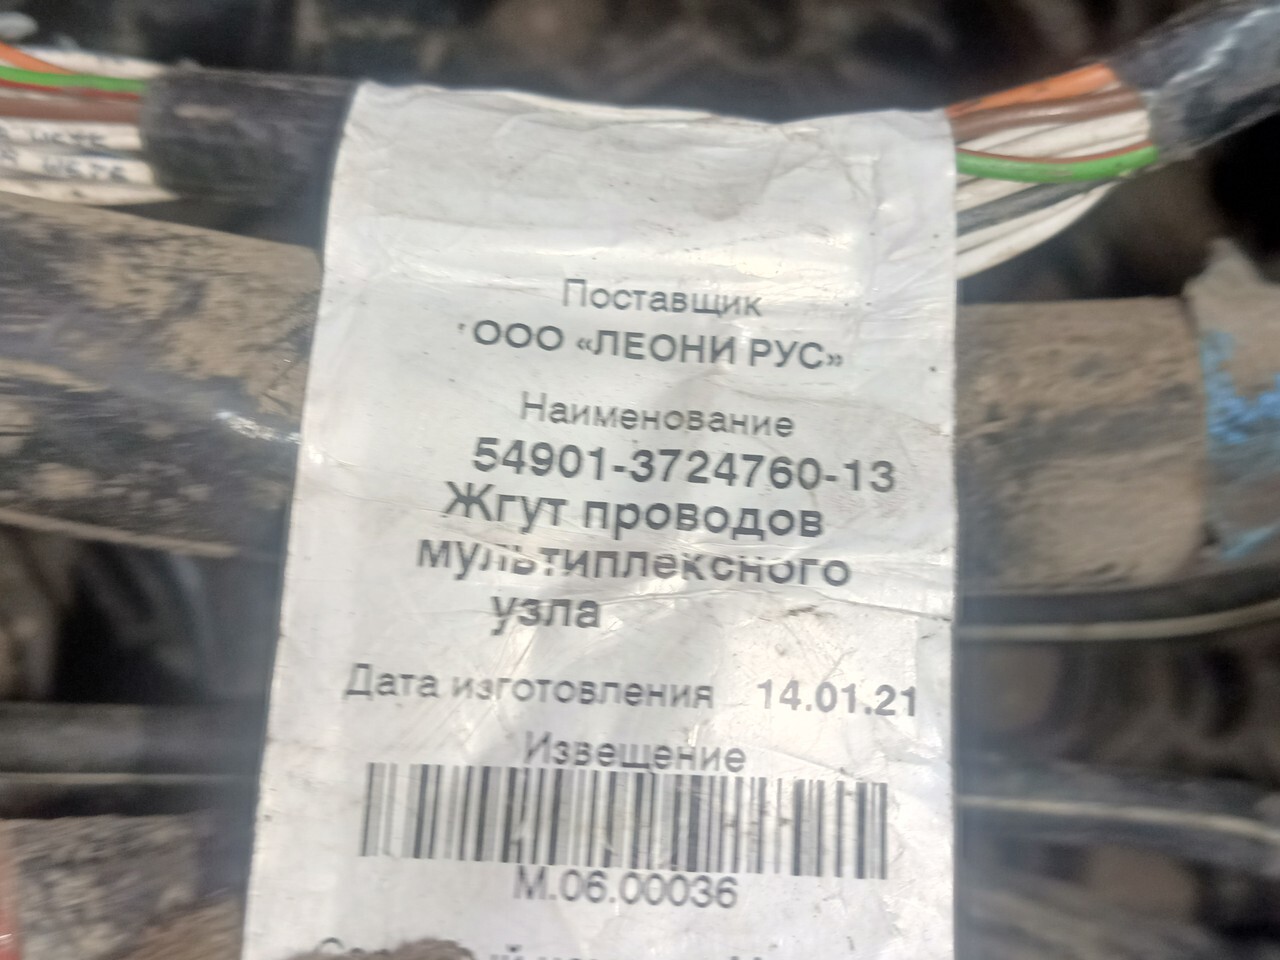 Поставщик
ООО «ЛЕОНИ РУС»
Наименование
54901-3724760-13
Жгут проводов
мультиплексного
узла
Дата изготовления 14.01.21
Извещение
М.06.00036